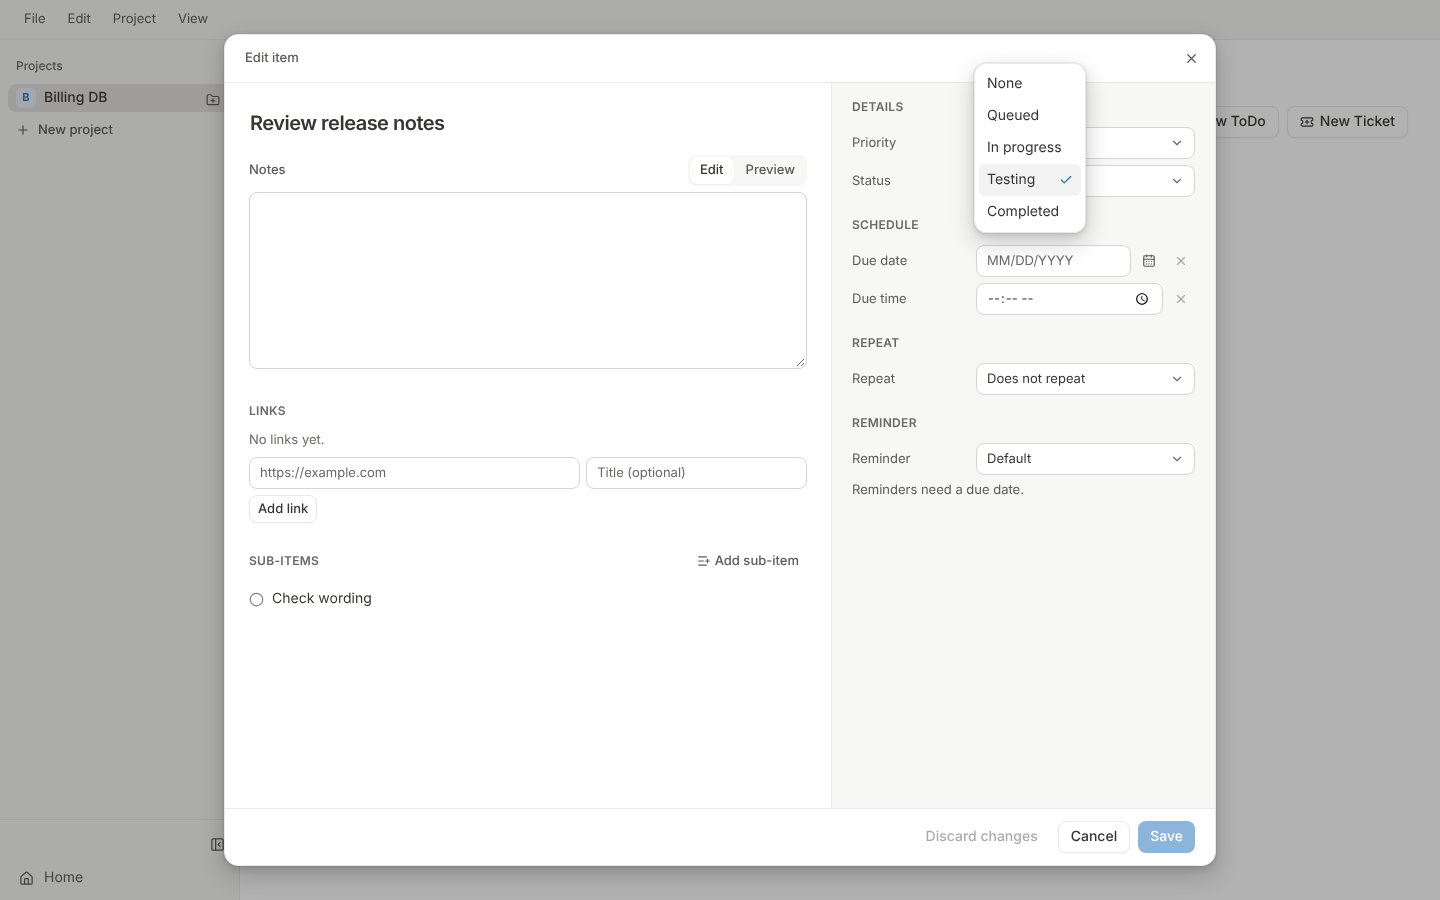 File Edit Project View
Projects
B Billing DB
New project
Home
w ToDo
New Ticket
Edit item
Review release notes
Notes
Edit Preview
LINKS
No links yet.
https://example.com
Title (optional)
Add link
SUB-ITEMS
Add sub-item
Check wording
DETAILS
Priority
Status
None
Queued
In progress
Testing
Completed
SCHEDULE
Due date MM/DD/YYYY
Due time --:-- --
REPEAT
Repeat Does not repeat
REMINDER
Reminder Default
Reminders need a due date.
Discard changes Cancel Save